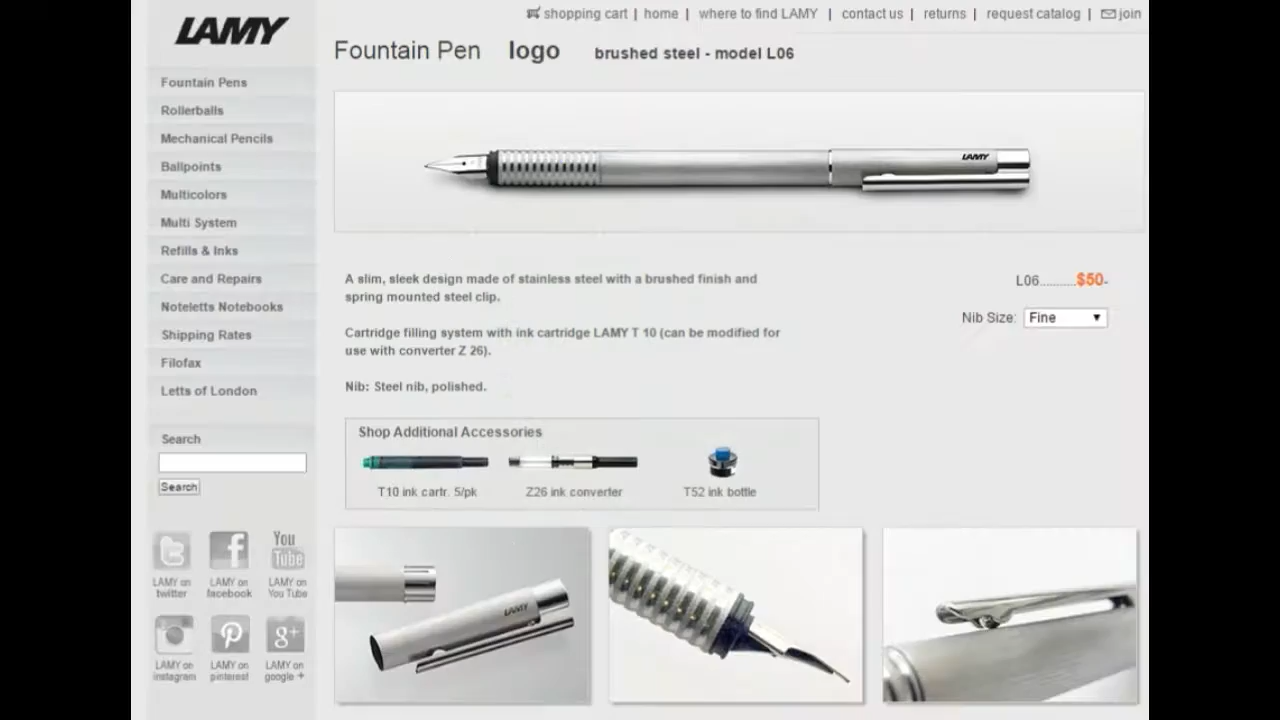 LAMY
shopping cart | home | where to find LAMY | contact us | returns | request catalog | join
Fountain Pen logo brushed steel - model L06
Fountain Pens
Rollerballs
Mechanical Pencils
Ballpoints
Multicolors
Multi System
Refills & Inks
Care and Repairs
Noteletts Notebooks
Shipping Rates
Filofax
Letts of London
Search
Search
You
Tube
LAMY on
twitter
LAMY on
facebook
LAMY on
You Tube
LAMY on
instagram
LAMY on
pinterest
LAMY on
google +
LAMY
A slim, sleek design made of stainless steel with a brushed finish and
spring mounted steel clip.
Cartridge filling system with ink cartridge LAMY T 10 (can be modified for
use with converter Z 26).
Nib: Steel nib, polished.
L06...........$50-
Nib Size: Fine
Shop Additional Accessories
T10 ink cartr. 5/pk
Z26 ink converter
T52 ink bottle
LAMY